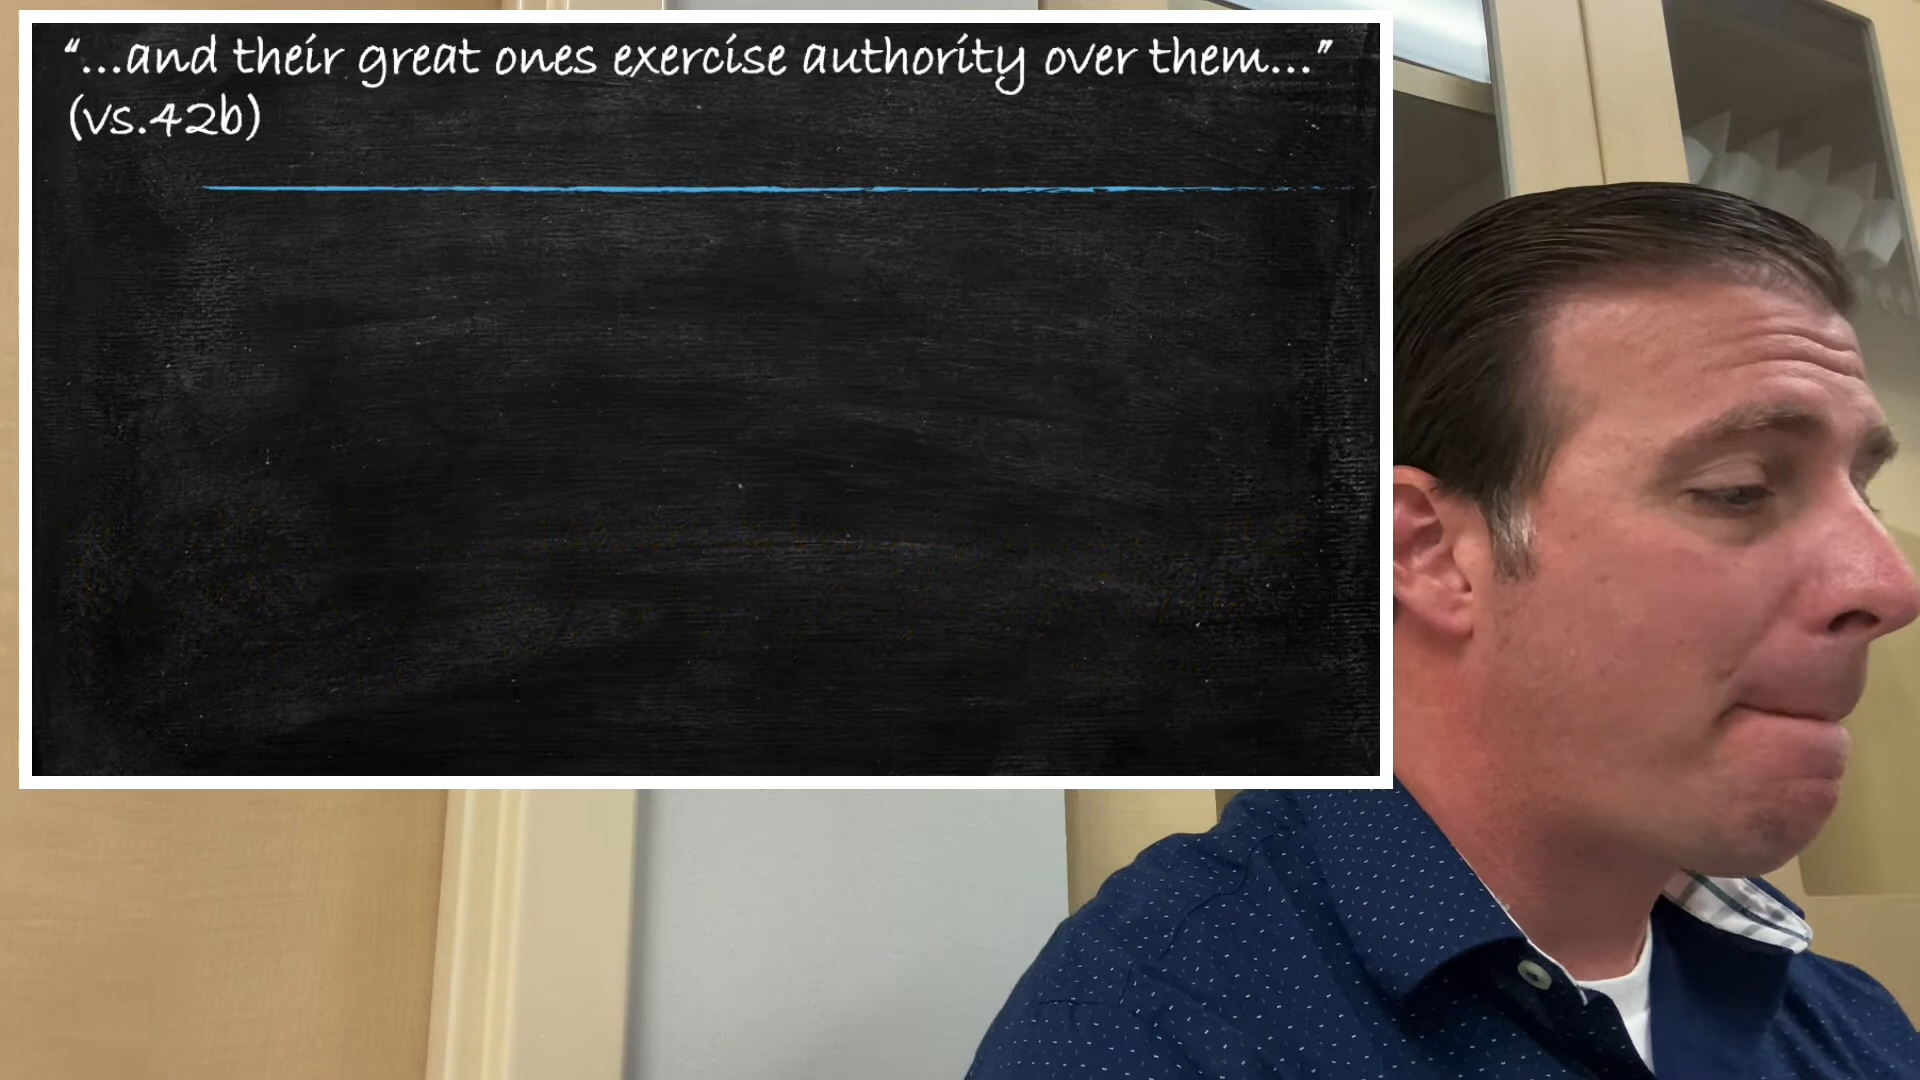 “...and their great ones exercise authority over them...”
(vs.42b)